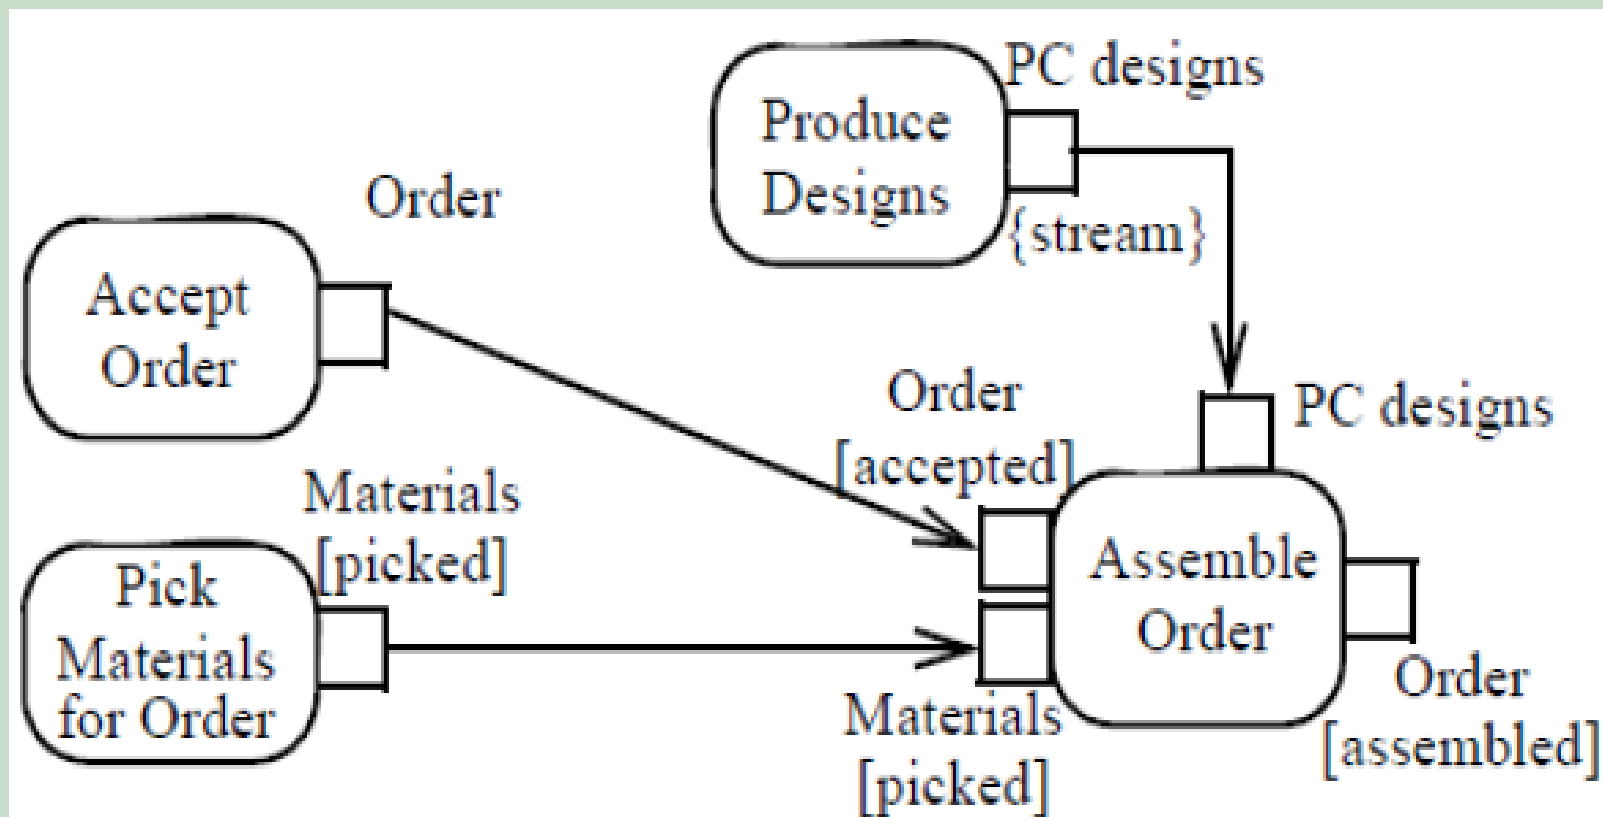 PC designs
Produce
Designs
{stream}
Order
Accept
Order
Order
[accepted]
PC designs
Materials
[picked]
Pick
Materials
for Order
Assemble
Order
Materials
[picked]
Order
[assembled]